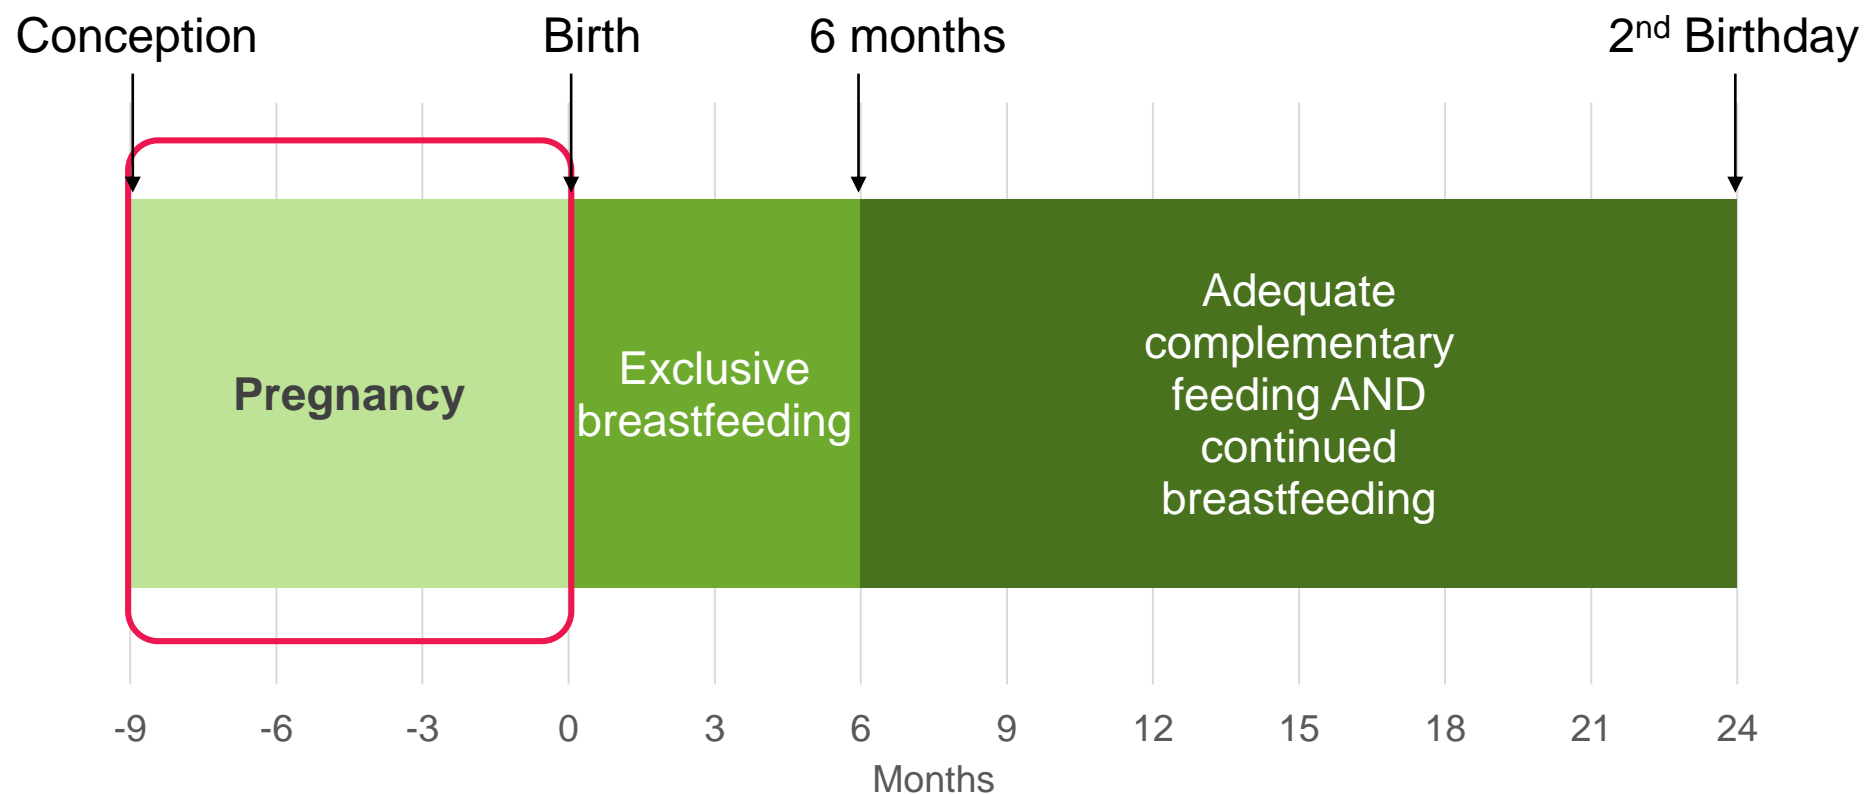 Conception Birth 6 months 2nd Birthday
Pregnancy
Exclusive
breastfeeding
Adequate
complementary
feeding AND
continued
breastfeeding
-9 -6 -3 0 3 6 9 12 15 18 21 24
Months